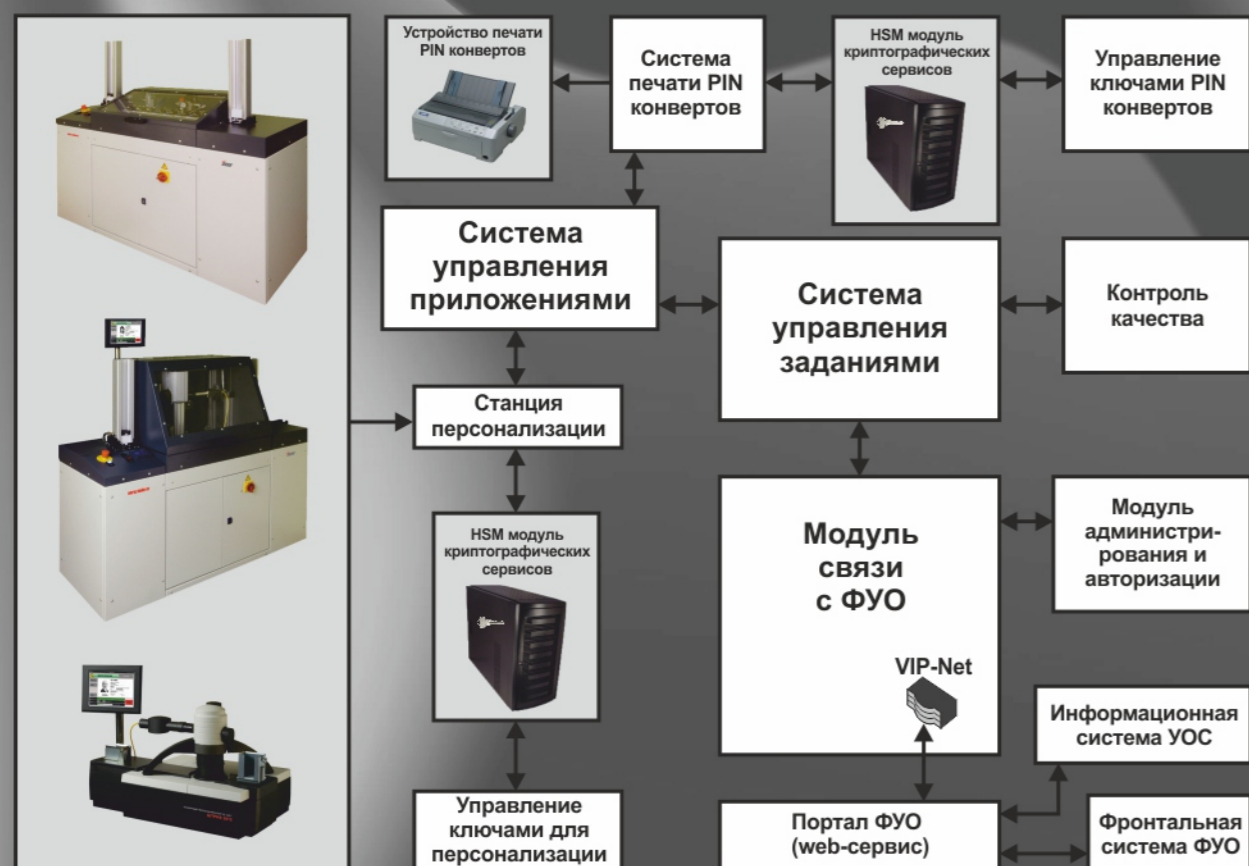 Устройство печати
PIN конвертов
Система
печати PIN
конвертов
HSM модуль
криптографических
сервисов
Управление
ключами PIN
конвертов
Система
управления
приложениями
Система
управления
заданиями
Контроль
качества
Станция
персонализации
HSM модуль
криптографических
сервисов
Модуль
связи
с ФУО
VIP-Net
Модуль
администри-
рования и
авторизации
Информационная
система УОС
Управление
ключами для
персонализации
Портал ФУО
(web-сервис)
Фронтальная
система ФУО